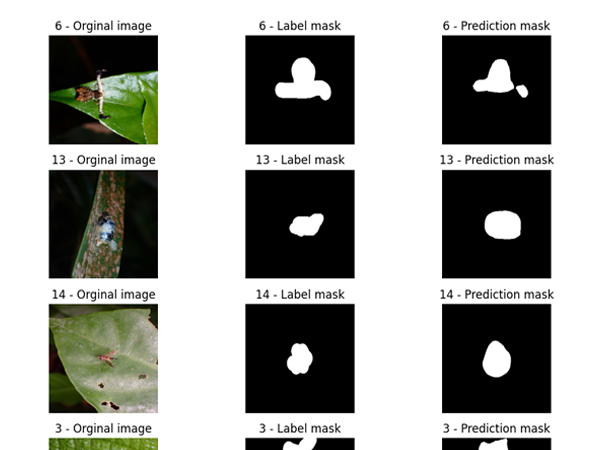 6 - Orginal image 6 - Label mask 6 - Prediction mask
13 - Orginal image 13 - Label mask 13 - Prediction mask
14 - Orginal image 14 - Label mask 14 - Prediction mask
3 - Orginal image 3 - Label mask 3 - Prediction mask